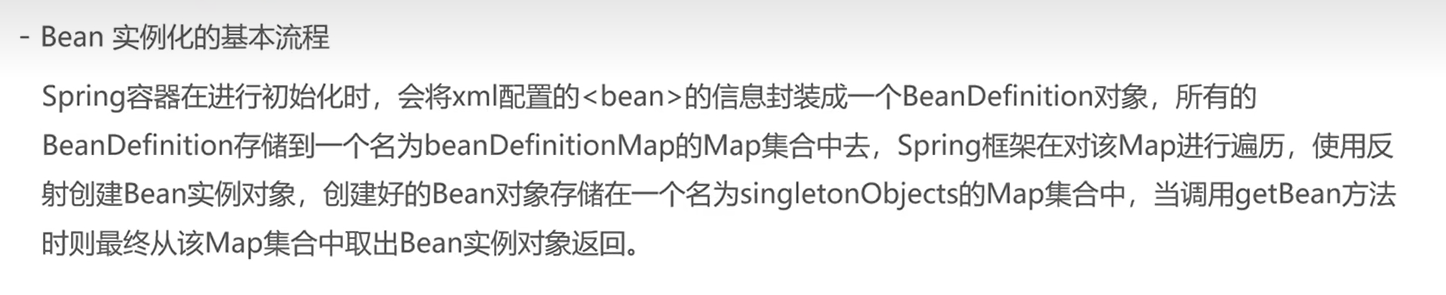 - Bean 实例化的基本流程
Spring容器在进行初始化时，会将xml配置的<bean>的信息封装成一个BeanDefinition对象，所有的
BeanDefinition存储到一个名为beanDefinitionMap的Map集合中去，Spring框架在对该Map进行遍历，使用反
射创建Bean实例对象，创建好的Bean对象存储在一个名为singletonObjects的Map集合中，当调用getBean方法
时则最终从该Map集合中取出Bean实例对象返回。